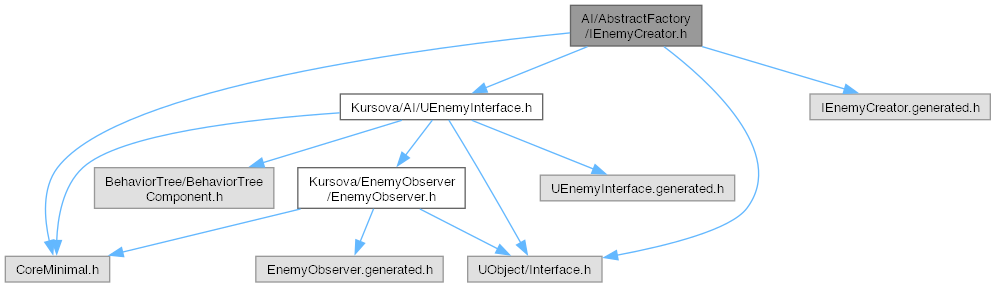 AI/AbstractFactory
/IEnemyCreator.h
Kursova/AI/UEnemyInterface.h
IEnemyCreator.generated.h
BehaviorTree/BehaviorTree
Component.h
Kursova/EnemyObserver
/EnemyObserver.h
UEnemyInterface.generated.h
CoreMinimal.h
EnemyObserver.generated.h
UObject/Interface.h